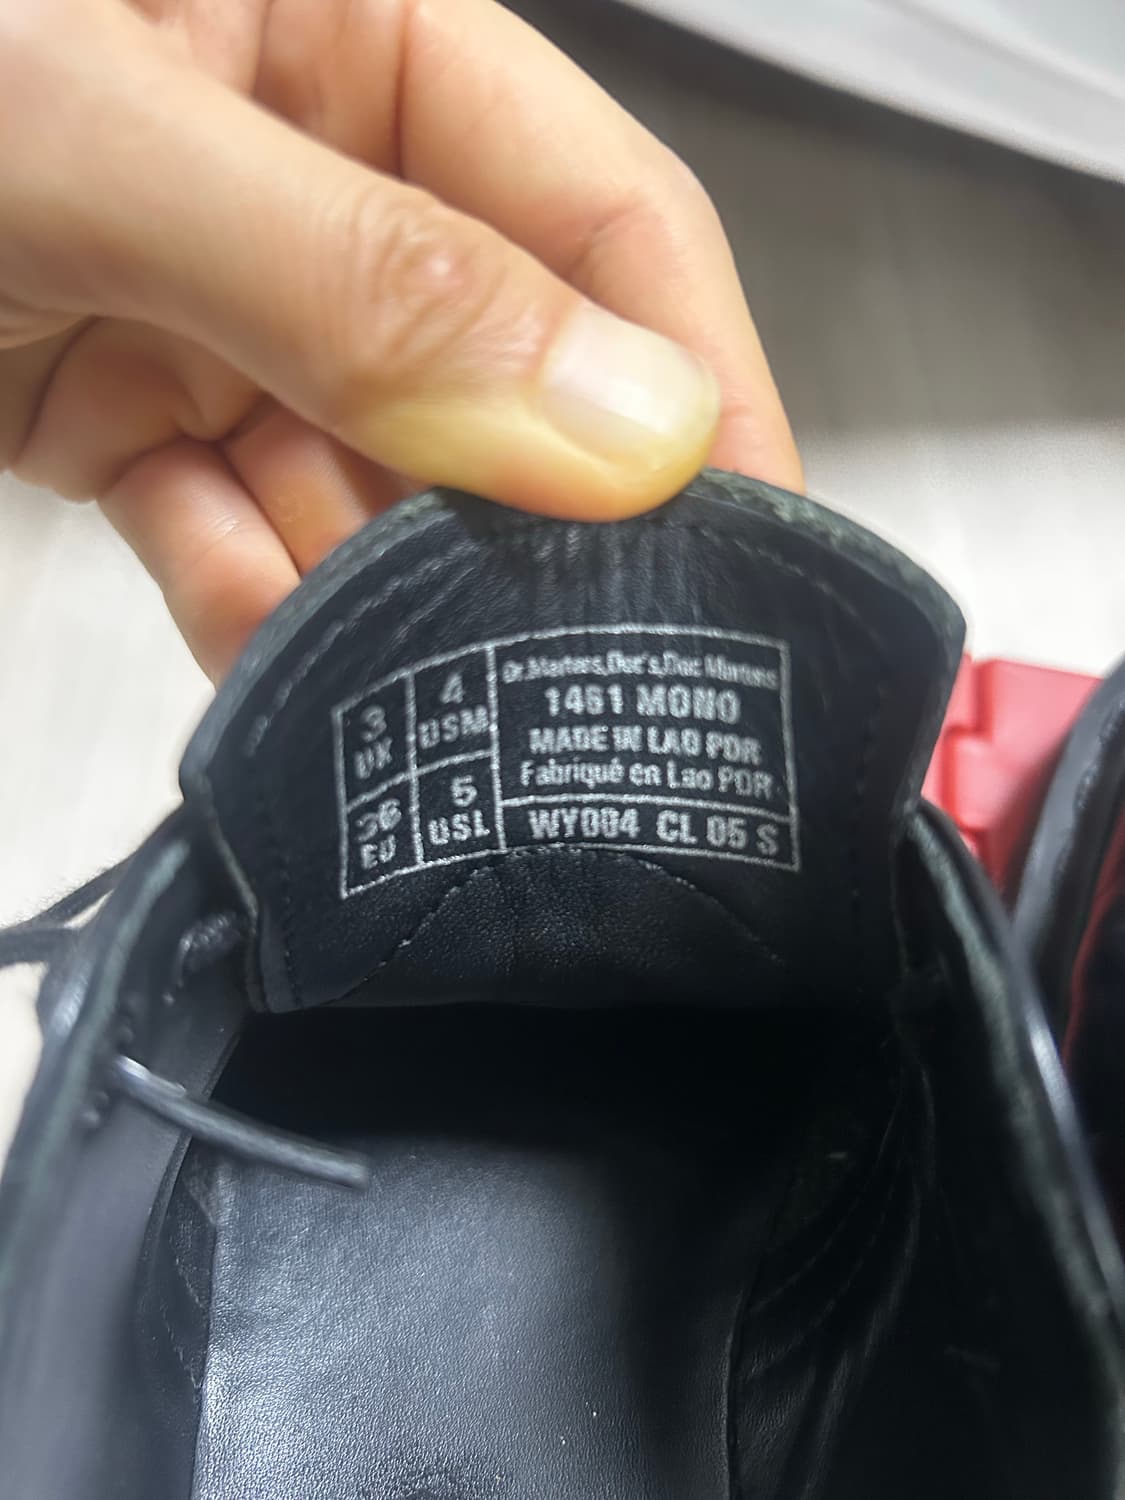 3
UK
4
USM
36
EU
5
USL
Dr.Martens,Doc's,Doc Martens
1461 MONO
MADE IN LAO PDR
Fabriqué en Lao PDR
WY004 CL 05 S